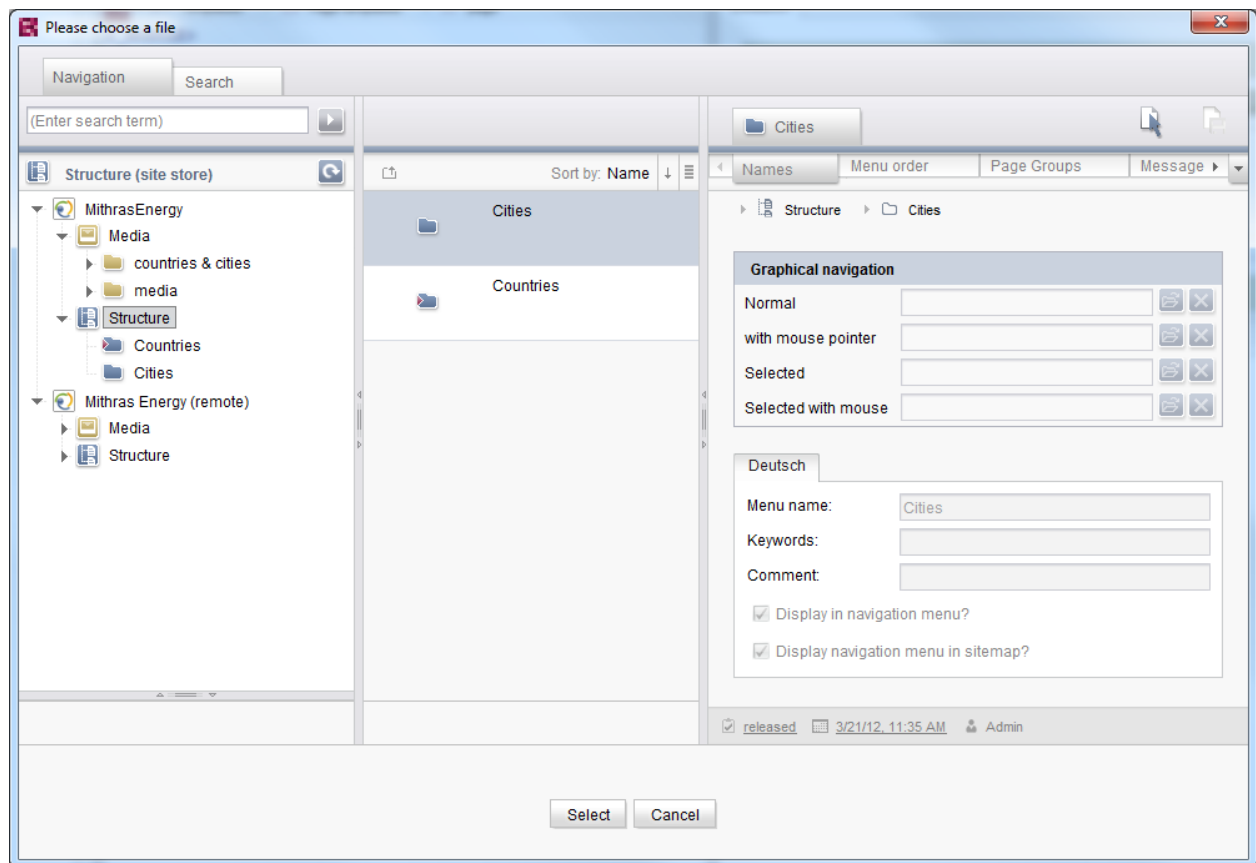 Please choose a file
Navigation
Search
(Enter search term)
Structure (site store)
MithrasEnergy
Media
countries & cities
media
Structure
Countries
Cities
Mithras Energy (remote)
Media
Structure
Sort by: Name
Cities
Countries
Cities
Names Menu order Page Groups Message
Structure Cities
Graphical navigation
Normal
with mouse pointer
Selected
Selected with mouse
Deutsch
Menu name: Cities
Keywords:
Comment:
Display in navigation menu?
Display navigation menu in sitemap?
released 3/21/12, 11:35 AM Admin
Select Cancel